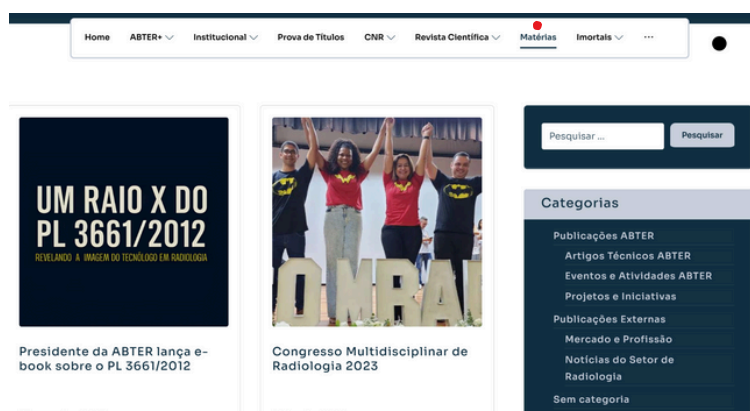 Home ABTER+ Institucional Prova de Títulos CNR Revista Científica Matérias Imortais ...
UM RAIO X DO
PL 3661/2012
REVELANDO A IMAGEM DO TECNÓLOGO EM RADIOLOGIA
Presidente da ABTER lança e-
book sobre o PL 3661/2012
OMBRA
Congresso Multidisciplinar de
Radiologia 2023
Pesquisar ... Pesquisar
Categorias
Publicações ABTER
Artigos Técnicos ABTER
Eventos e Atividades ABTER
Projetos e Iniciativas
Publicações Externas
Mercado e Profissão
Notícias do Setor de
Radiologia
Sem categoria